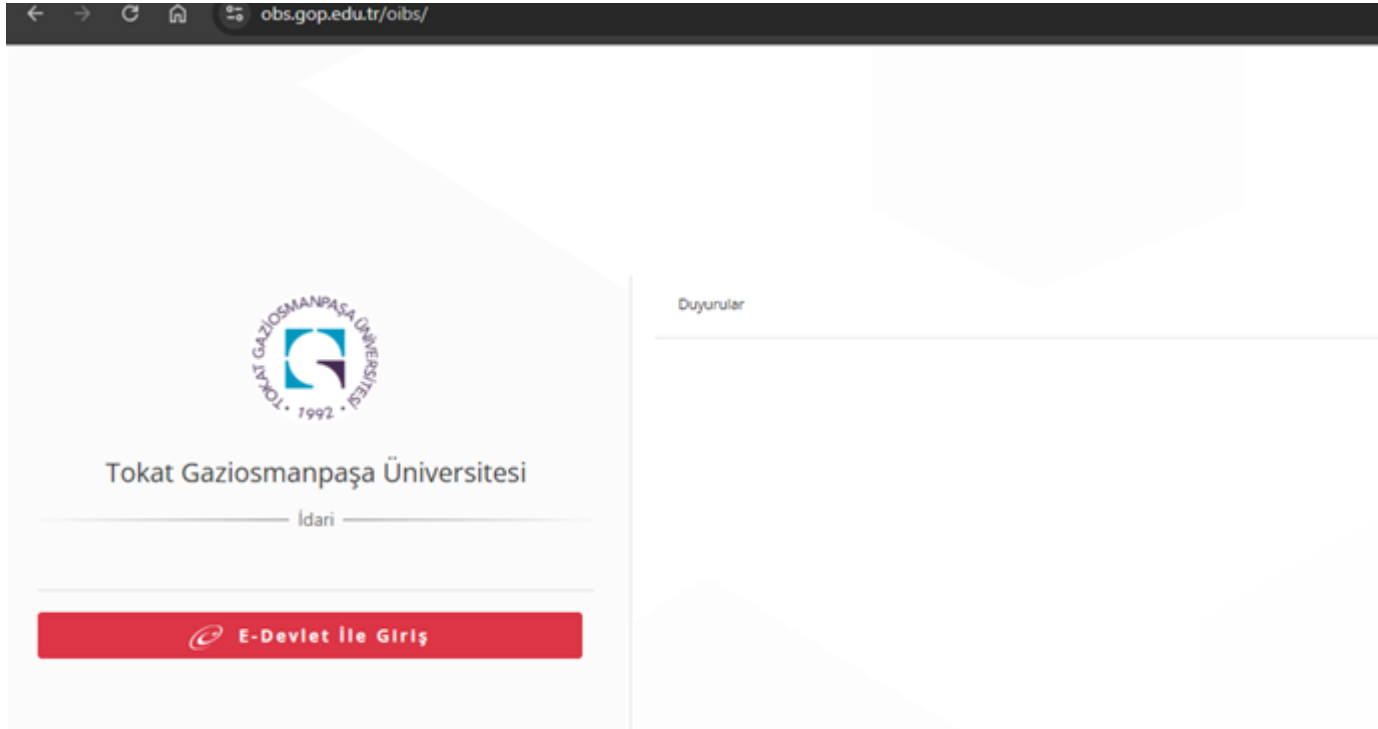 obs.gop.edu.tr/oibs/
TOKAT GAZİOSMANPAŞA ÜNİVERSİTESİ
• 1992 •
Tokat Gaziosmanpaşa Üniversitesi
İdari
E-Devlet İle Giriş
Duyurular